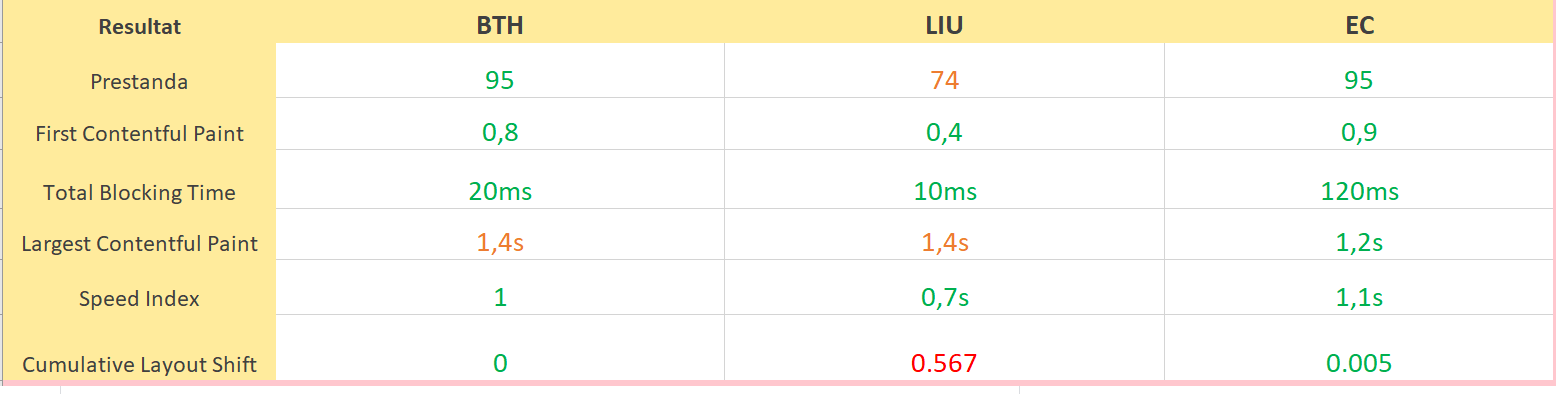 Resultat BTH LIU EC
Prestanda 95 74 95
First Contentful Paint 0,8 0,4 0,9
Total Blocking Time 20ms 10ms 120ms
Largest Contentful Paint 1,4s 1,4s 1,2s
Speed Index 1 0,7s 1,1s
Cumulative Layout Shift 0 0.567 0.005